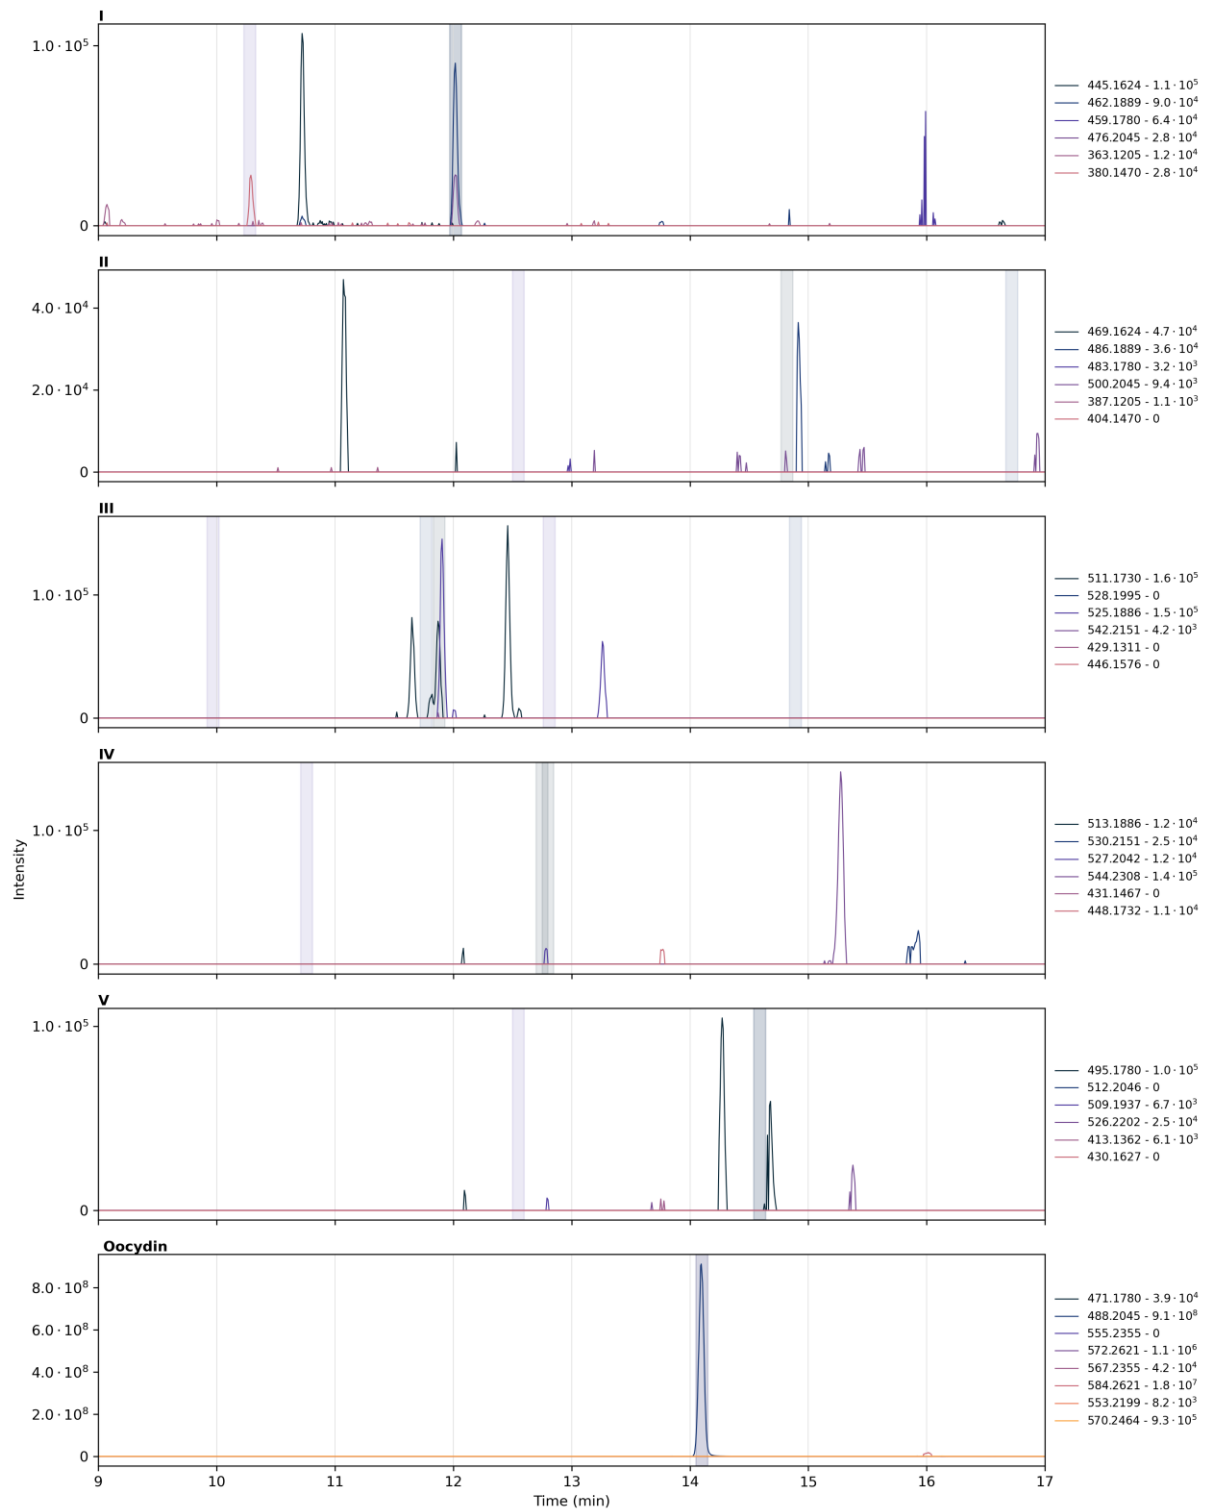 I
1.0 · 10⁵
0
445.1624 - 1.1 · 10⁵
462.1889 - 9.0 · 10⁴
459.1780 - 6.4 · 10⁴
476.2045 - 2.8 · 10⁴
363.1205 - 1.2 · 10⁴
380.1470 - 2.8 · 10⁴
II
4.0 · 10⁴
2.0 · 10⁴
0
469.1624 - 4.7 · 10⁴
486.1889 - 3.6 · 10⁴
483.1780 - 3.2 · 10³
500.2045 - 9.4 · 10³
387.1205 - 1.1 · 10³
404.1470 - 0
III
1.0 · 10⁵
0
511.1730 - 1.6 · 10⁵
528.1995 - 0
525.1886 - 1.5 · 10⁵
542.2151 - 4.2 · 10³
429.1311 - 0
446.1576 - 0
IV
1.0 · 10⁵
0
Intensity
513.1886 - 1.2 · 10⁴
530.2151 - 2.5 · 10⁴
527.2042 - 1.2 · 10⁴
544.2308 - 1.4 · 10⁵
431.1467 - 0
448.1732 - 1.1 · 10⁴
V
1.0 · 10⁵
0
495.1780 - 1.0 · 10⁵
512.2046 - 0
509.1937 - 6.7 · 10³
526.2202 - 2.5 · 10⁴
413.1362 - 6.1 · 10³
430.1627 - 0
Oocydin
8.0 · 10⁸
6.0 · 10⁸
4.0 · 10⁸
2.0 · 10⁸
0
471.1780 - 3.9 · 10⁴
488.2045 - 9.1 · 10⁸
555.2355 - 0
572.2621 - 1.1 · 10⁶
567.2355 - 4.2 · 10⁴
584.2621 - 1.8 · 10⁷
553.2199 - 8.2 · 10³
570.2464 - 9.3 · 10⁵
9 10 11 12 13 14 15 16 17
Time (min)